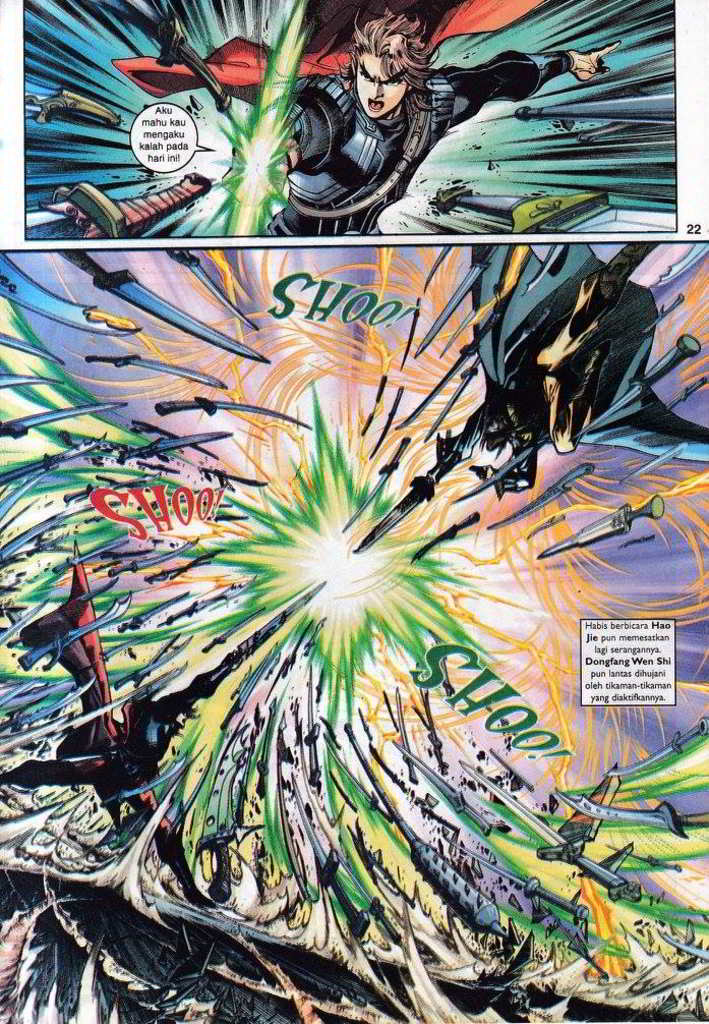 Aku
mahu kau
mengaku
kalah pada
hari ini!
22
SHOO!
SHOO!
Habis berbicara Hao
Jie pun memesatkan
lagi serangannya.
Dongfang Wen Shi
pun lantas dihujani
oleh tikaman-tikaman
yang diaktifkannya.
SHOO!